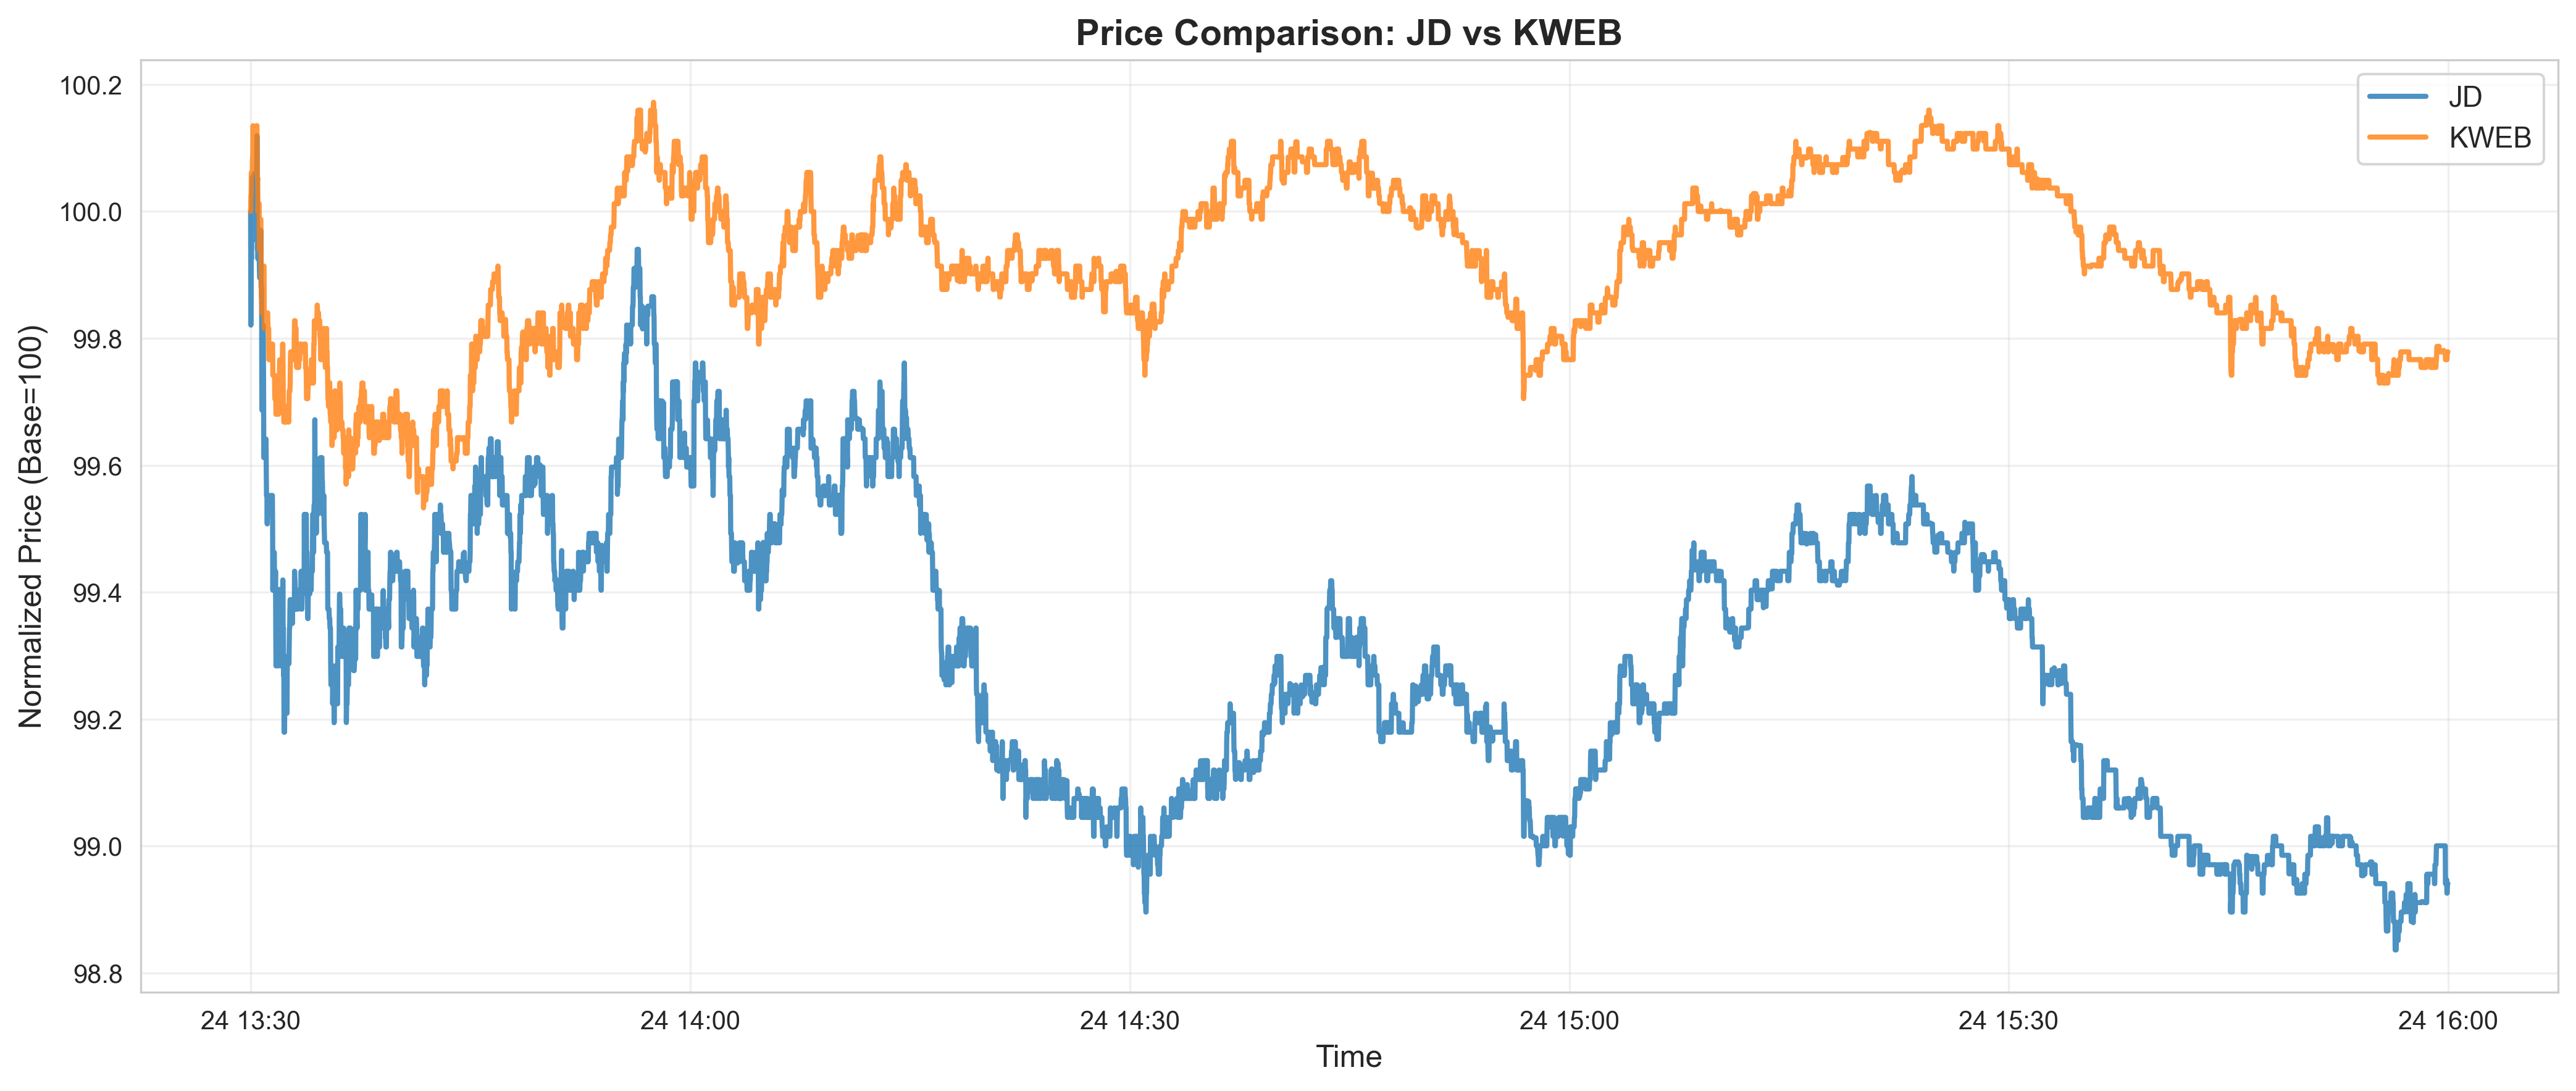 Price Comparison: JD vs KWEB
JD
KWEB
Normalized Price (Base=100)
100.2
100.0
99.8
99.6
99.4
99.2
99.0
98.8
24 13:30
24 14:00
24 14:30
24 15:00
24 15:30
24 16:00
Time